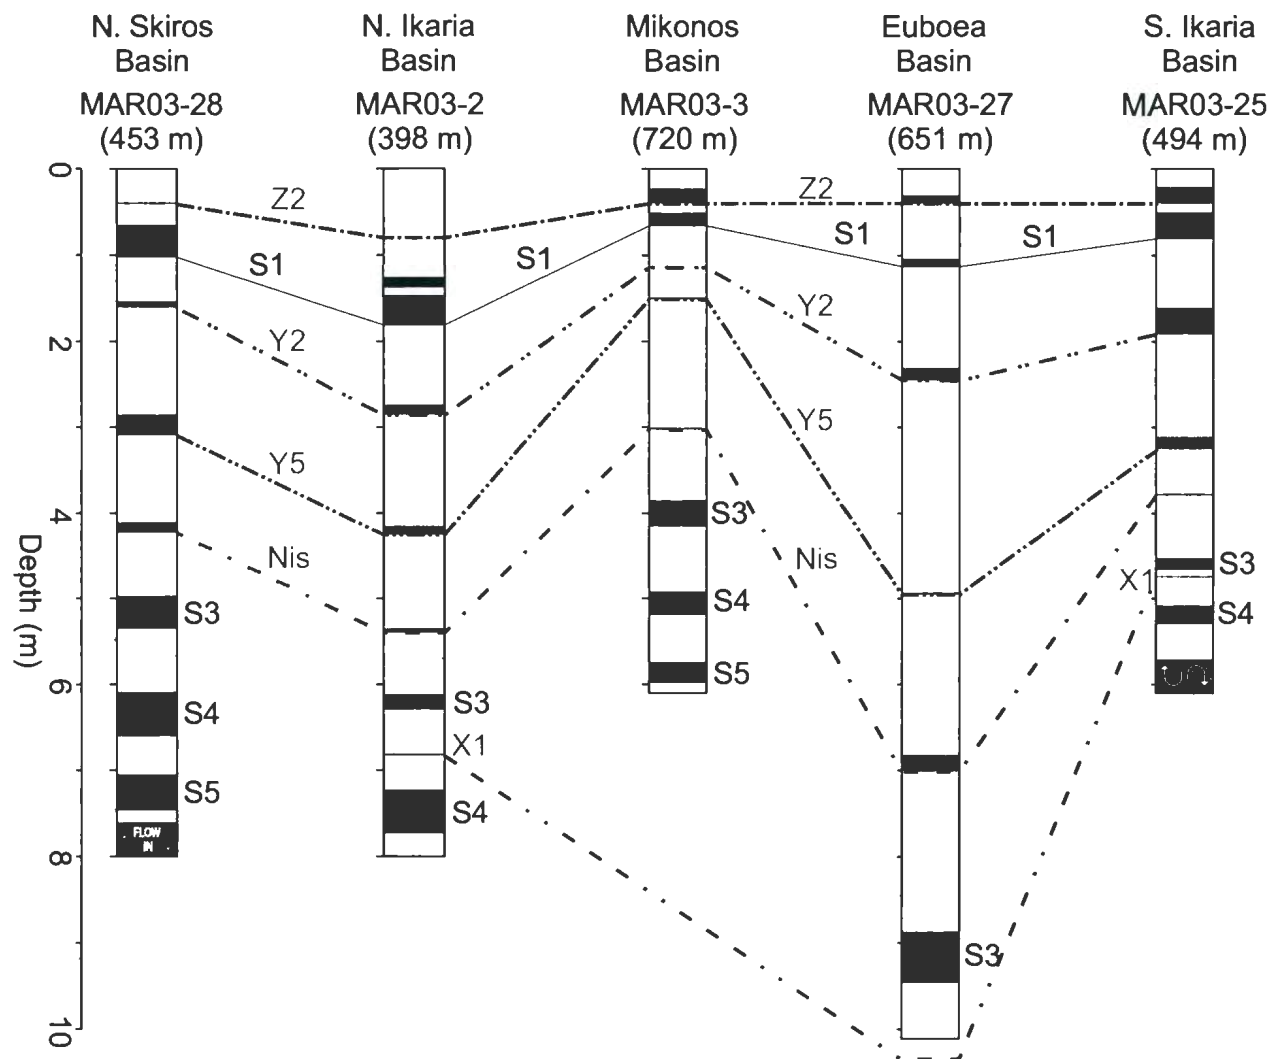 N. Skiros
Basin
MAR03-28
(453 m)
N. Ikaria
Basin
MAR03-2
(398 m)
Mikonos
Basin
MAR03-3
(720 m)
Euboea
Basin
MAR03-27
(651 m)
S. Ikaria
Basin
MAR03-25
(494 m)
0
2
4
6
8
10
Depth (m)
Z2
Z2
S1
S1
S1
S1
Y2
Y2
Y5
Y5
Nis
Nis
S3
S4
S5
FLOW
IN
S3
X1
S4
S3
S4
S5
S3
S3
X1
S4